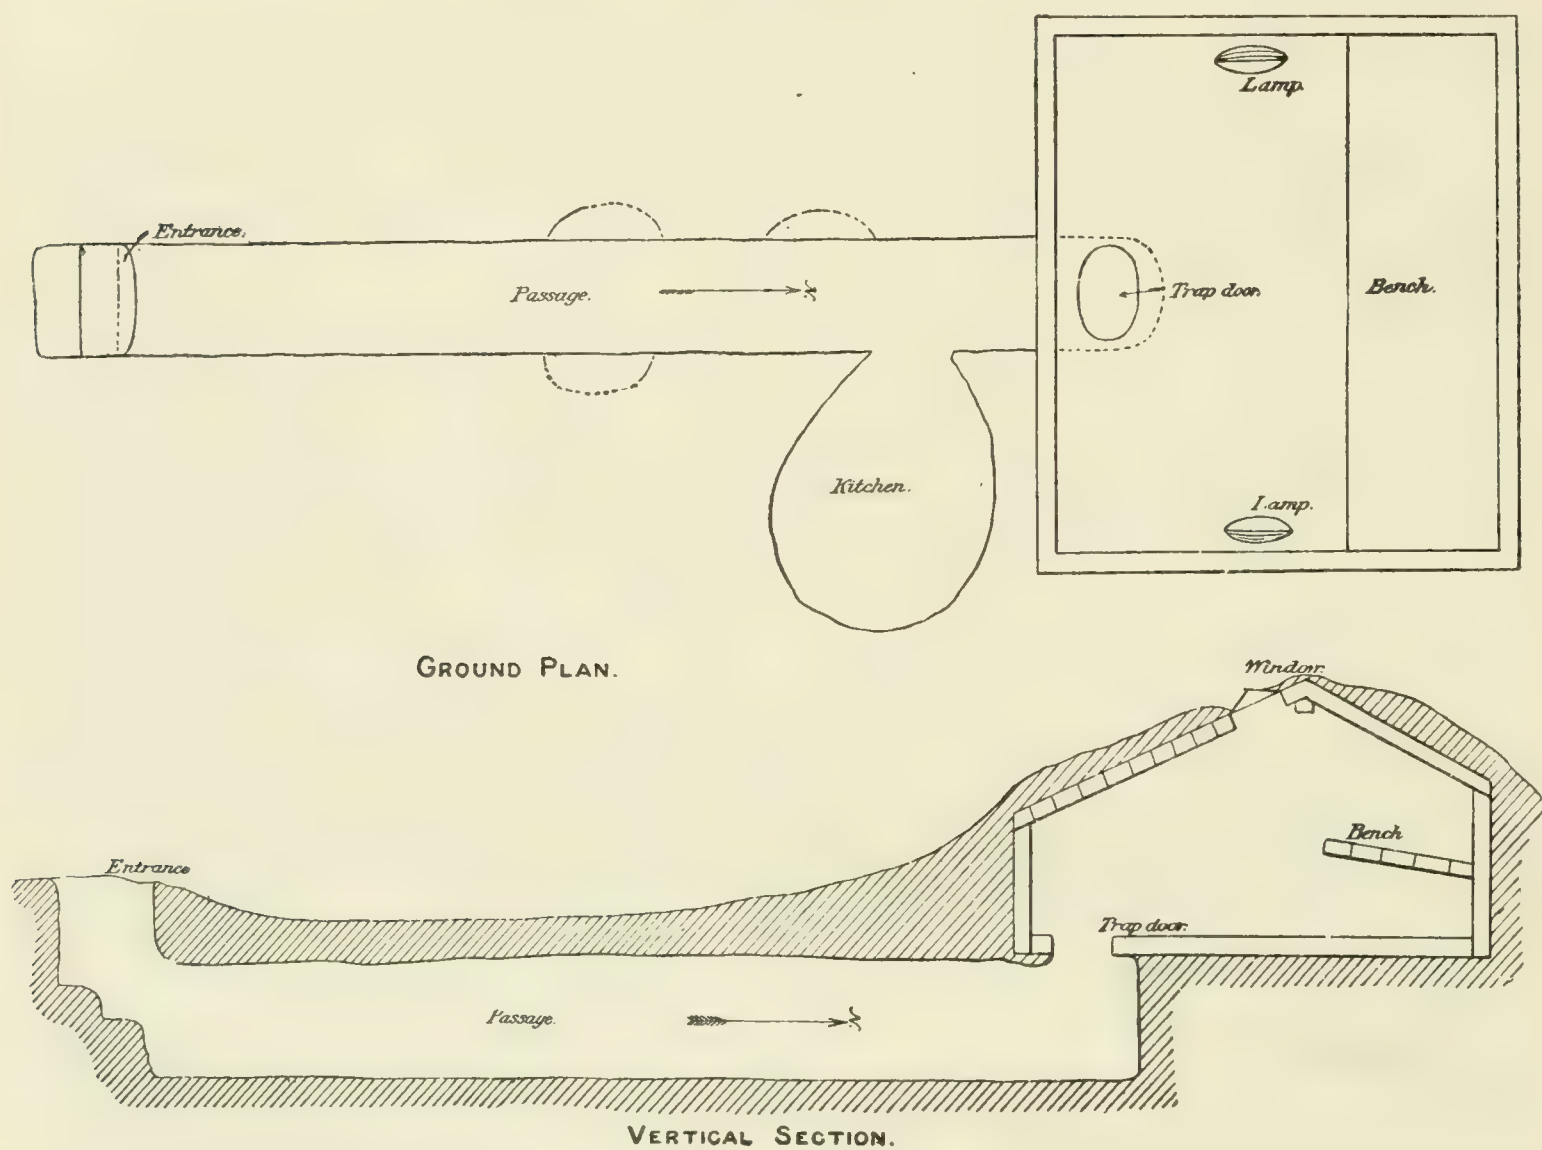 Lamp.
Entrance.
Passage.
Trap door.
Bench.
Kitchen.
Lamp.
GROUND PLAN.
Window.
Bench
Entrance
Trap door.
Passage.
VERTICAL SECTION.